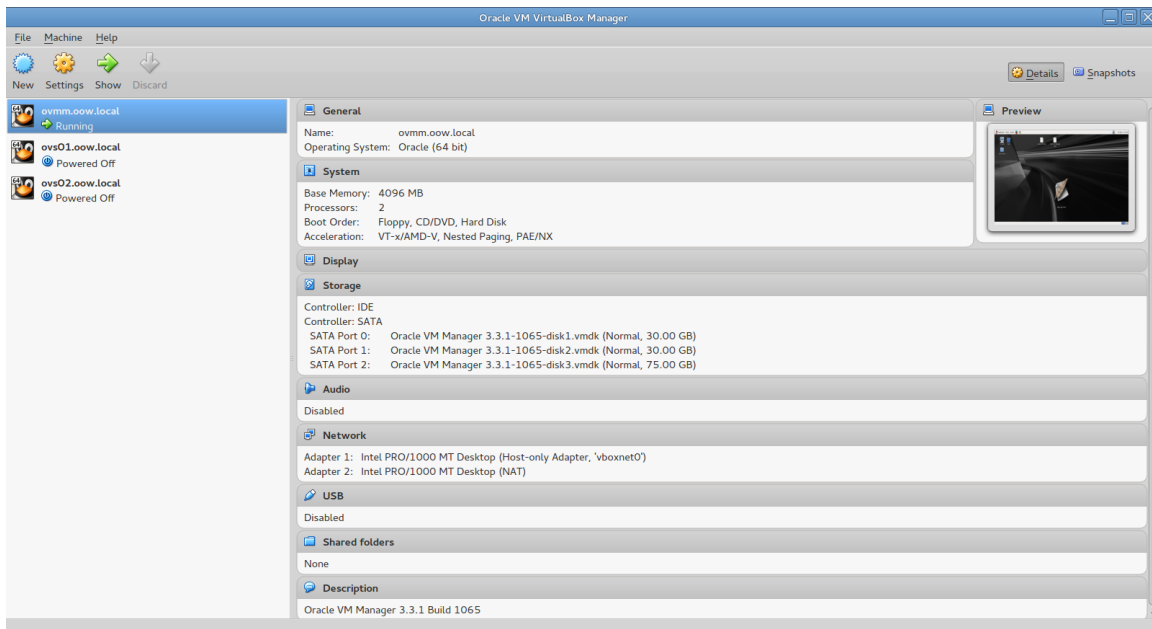 Oracle VM VirtualBox Manager
File Machine Help
New Settings Show Discard
Details Snapshots
64 ovmm.oow.local
Running
64 ovs01.oow.local
Powered Off
64 ovs02.oow.local
Powered Off
General
Name: ovmm.oow.local
Operating System: Oracle (64 bit)
System
Base Memory: 4096 MB
Processors: 2
Boot Order: Floppy, CD/DVD, Hard Disk
Acceleration: VT-x/AMD-V, Nested Paging, PAE/NX
Preview
Display
Storage
Controller: IDE
Controller: SATA
SATA Port 0: Oracle VM Manager 3.3.1-1065-disk1.vmdk (Normal, 30.00 GB)
SATA Port 1: Oracle VM Manager 3.3.1-1065-disk2.vmdk (Normal, 30.00 GB)
SATA Port 2: Oracle VM Manager 3.3.1-1065-disk3.vmdk (Normal, 75.00 GB)
Audio
Disabled
Network
Adapter 1: Intel PRO/1000 MT Desktop (Host-only Adapter, 'vboxnet0')
Adapter 2: Intel PRO/1000 MT Desktop (NAT)
USB
Disabled
Shared folders
None
Description
Oracle VM Manager 3.3.1 Build 1065